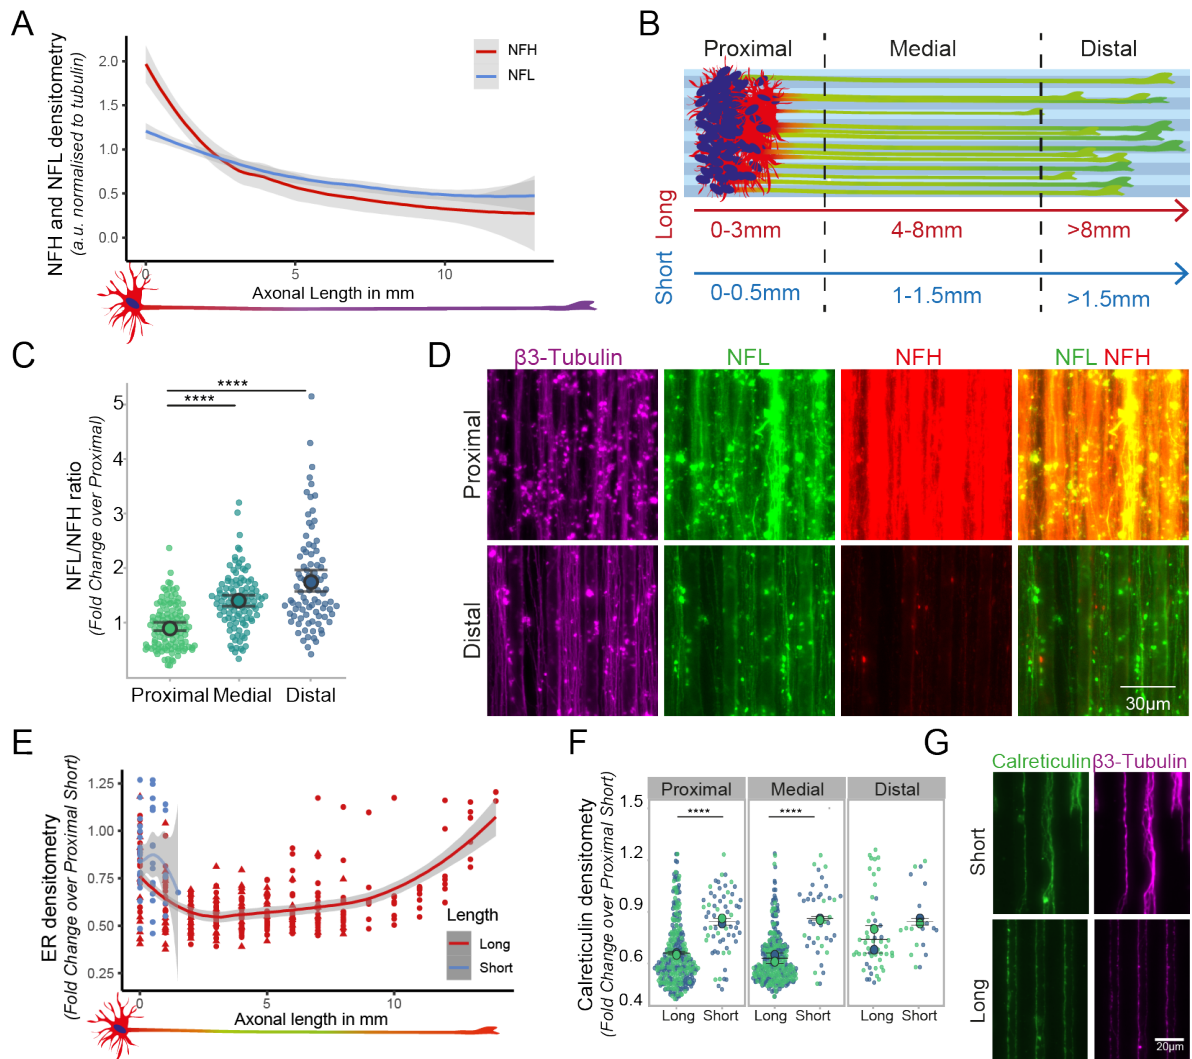 A
NFH and NFL densitometry
(a.u. normalised to tubulin)
2.0
1.5
1.0
0.5
0.0
NFH
NFL
0
5
10
Axonal Length in mm
B
Proximal
Medial
Distal
Long
0-3mm
4-8mm
>8mm
Short
0-0.5mm
1-1.5mm
>1.5mm
C
NFL/NFH ratio
(Fold Change over Proximal)
5
4
3
2
1
****
****
Proximal
Medial
Distal
D
β3-Tubulin
NFL
NFH
NFL NFH
Proximal
Distal
30µm
E
ER densitometry
(Fold Change over Proximal Short)
1.25
1.00
0.75
0.50
0.25
Length
Long
Short
0
5
10
Axonal length in mm
F
Calreticulin densitomety
(Fold Change over Proximal Short)
1.5
1.2
0.9
0.6
0.4
Proximal
Medial
Distal
****
****
Long
Short
Long
Short
Long
Short
G
Calreticulin
β3-Tubulin
Short
Long
20µm